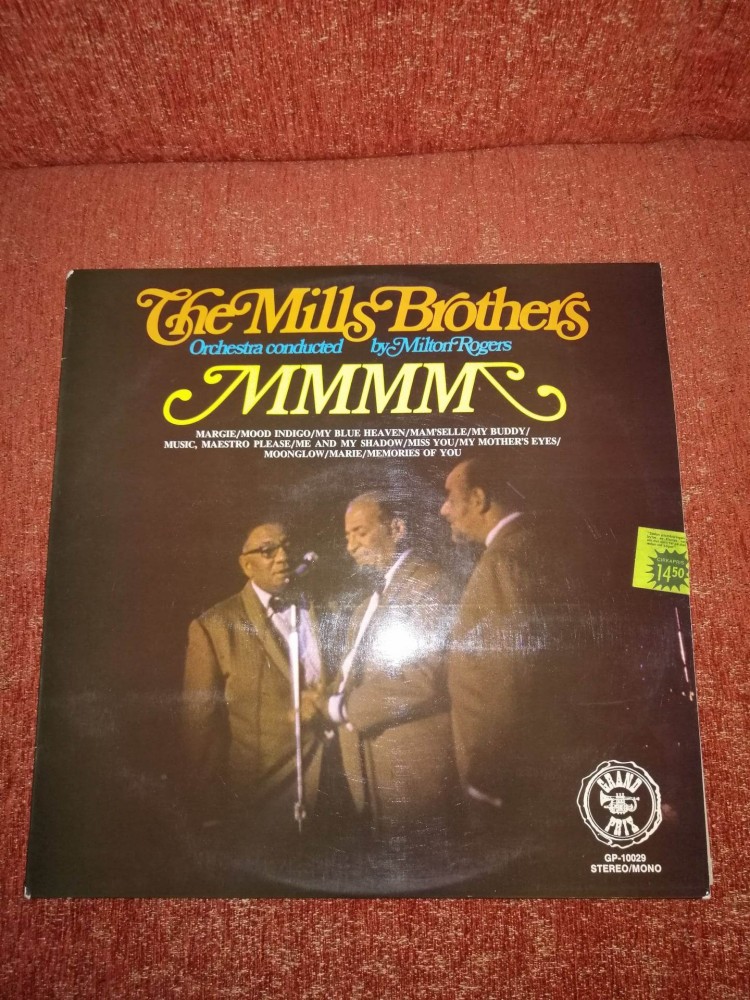 The Mills Brothers
Orchestra conducted by Milton Rogers
MMMM
MARGIE/MOOD INDIGO/MY BLUE HEAVEN/MAM'SELLE/MY BUDDY/
MUSIC, MAESTRO PLEASE/ME AND MY SHADOW/MISS YOU/MY MOTHER'S EYES/
MOONGLOW/MARIE/MEMORIES OF YOU
1450
GRAND
PRIX
GP-10029
STEREO/MONO